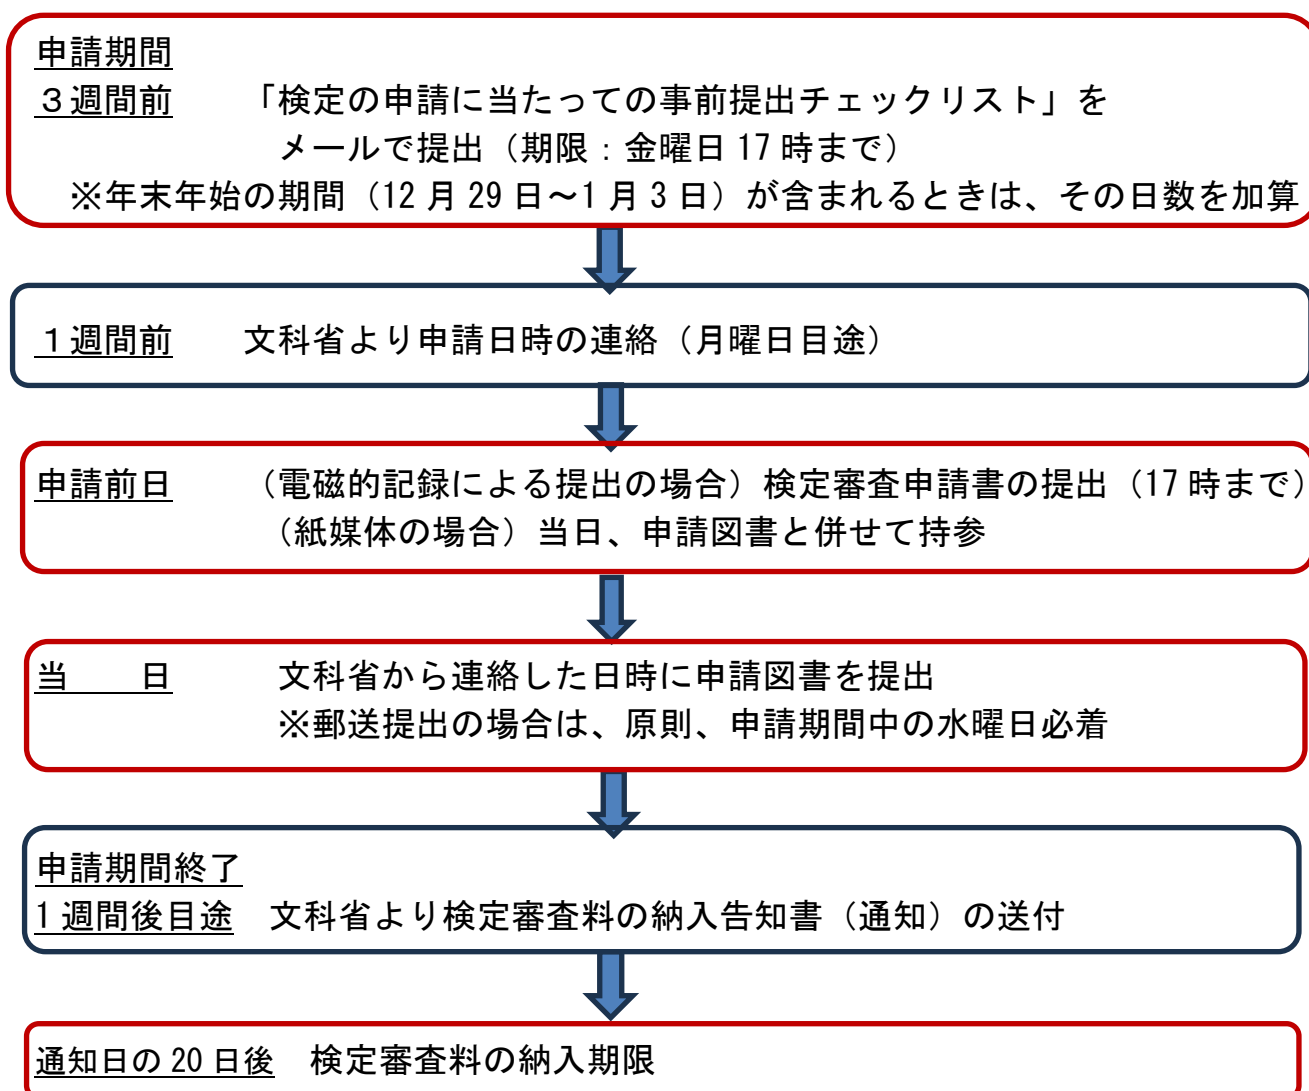 申請期間
３週間前　「検定の申請に当たっての事前提出チェックリスト」を
メールで提出（期限：金曜日 17 時まで）
※年末年始の期間（12 月 29 日～1 月 3 日）が含まれるときは、その日数を加算
１週間前　文科省より申請日時の連絡（月曜日目途）
申請前日　（電磁的記録による提出の場合）検定審査申請書の提出（17 時まで）
（紙媒体の場合）当日、申請図書と併せて持参
当　　日　文科省から連絡した日時に申請図書を提出
※郵送提出の場合は、原則、申請期間中の水曜日必着
申請期間終了
1 週間後目途　文科省より検定審査料の納入告知書（通知）の送付
通知日の 20 日後　検定審査料の納入期限